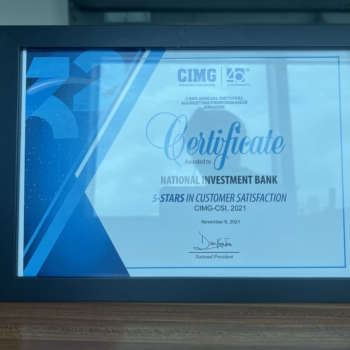 32
CIMG
ANNUAL NATIONAL
MARKETING PERFORMANCE
AWARDS
Certificate
Awarded to
NATIONAL INVESTMENT BANK
5-STARS IN CUSTOMER SATISFACTION
CIMG-CSI, 2021
November 6, 2021
National President